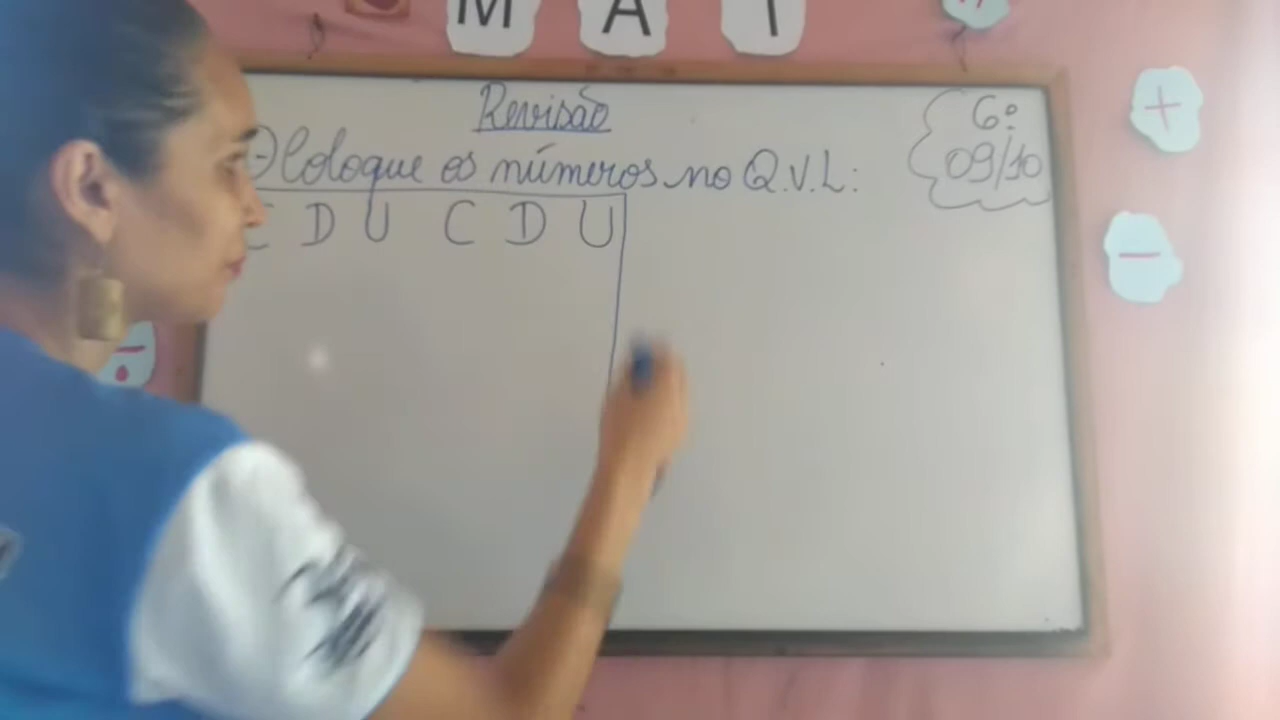 M A T
Revisão
Coloque os números no Q.V.L:
6º
09/10
C D U C D U
+
-